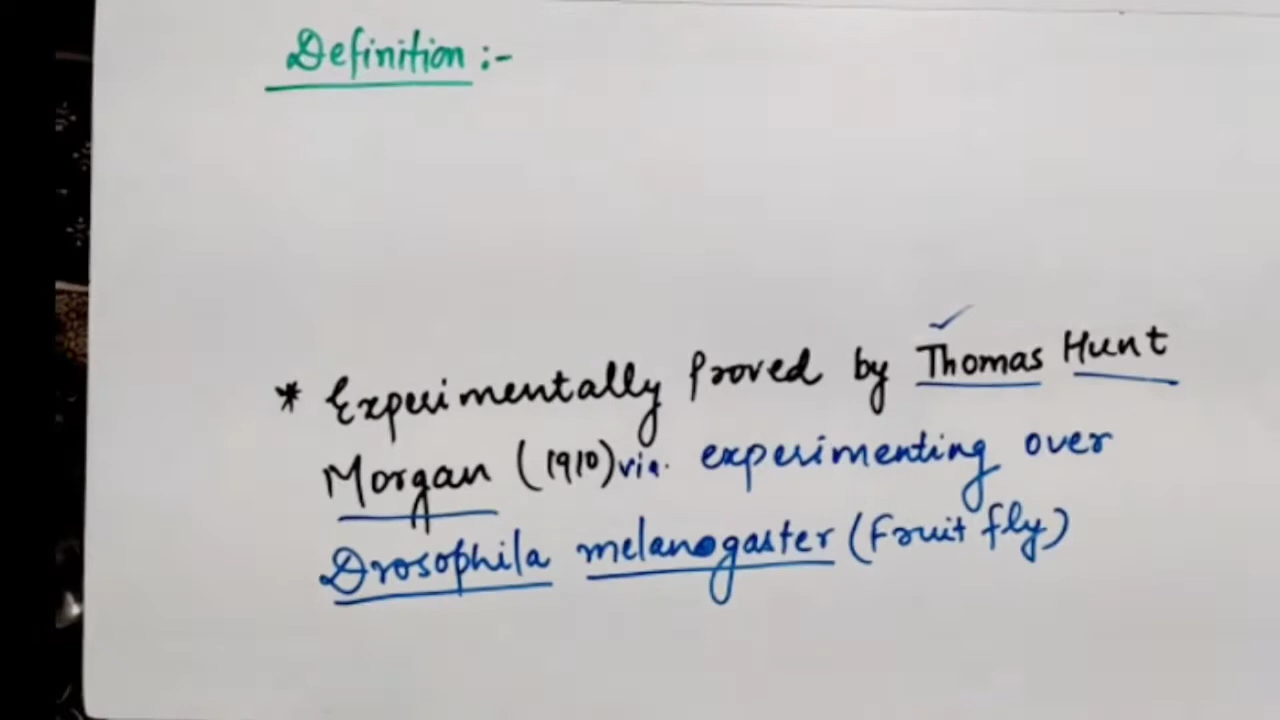 Definition :-
* Experimentally Proved by Thomas Hunt
Morgan (1910) via. experimenting over
Drosophila melanogaster (Fruit fly)